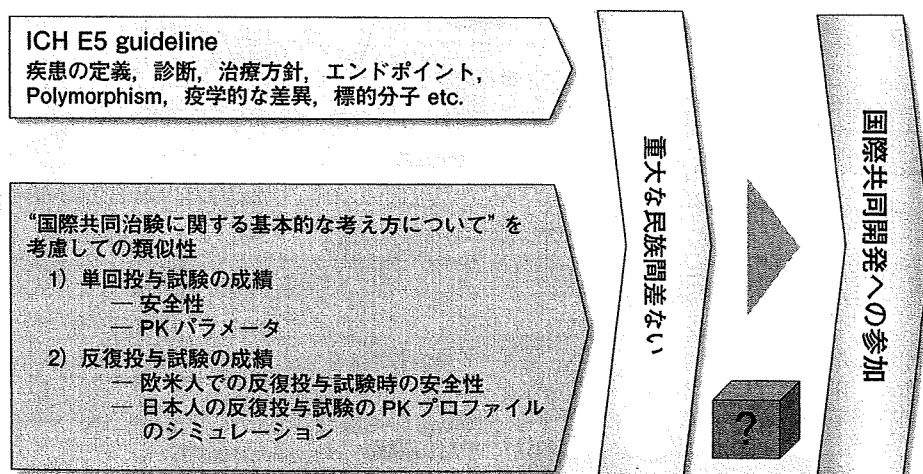 ICH E5 guideline
疾患の定義，診断，治療方針，エンドポイント，
Polymorphism，疫学的な差異，標的分子 etc.
“国際共同治験に関する基本的な考え方について”を
考慮しての類似性
1) 単回投与試験の成績
— 安全性
— PK パラメータ
2) 反復投与試験の成績
— 欧米人での反復投与試験時の安全性
— 日本人の反復投与試験の PK プロファイル
のシミュレーション
重大な民族間差ない
?
国際共同開発への参加